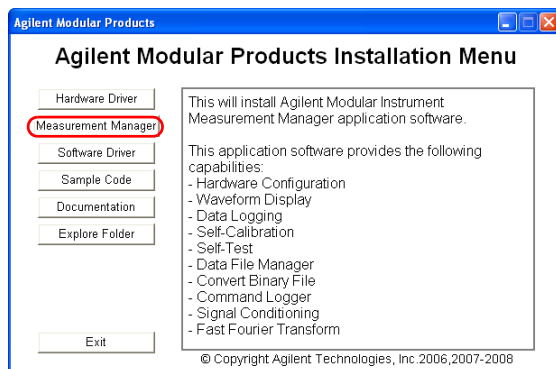 Agilent Modular Products
Agilent Modular Products Installation Menu
Hardware Driver
Measurement Manager
Software Driver
Sample Code
Documentation
Explore Folder
Exit
This will install Agilent Modular Instrument
Measurement Manager application software.
This application software provides the following
capabilities:
- Hardware Configuration
- Waveform Display
- Data Logging
- Self-Calibration
- Self-Test
- Data File Manager
- Convert Binary File
- Command Logger
- Signal Conditioning
- Fast Fourier Transform
© Copyright Agilent Technologies, Inc.2006,2007-2008